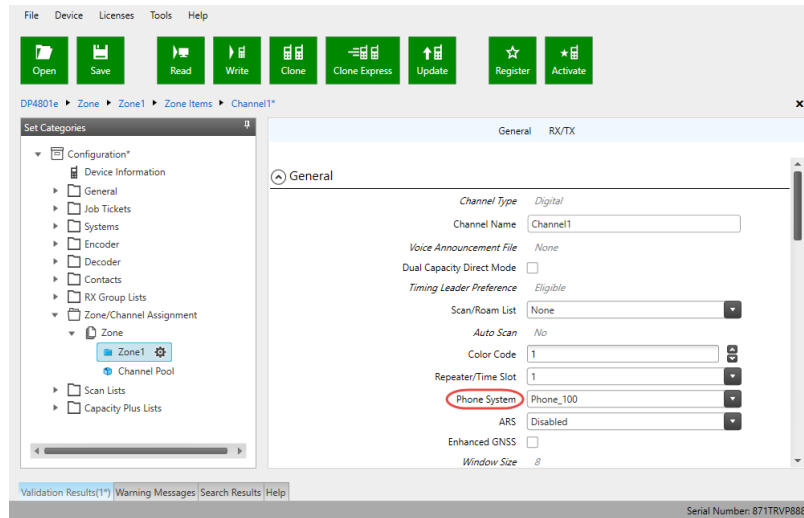 File Device Licenses Tools Help
Open Save Read Write Clone Clone Express Update Register Activate
DP4801e Zone Zone1 Zone Items Channel1*
Set Categories
Configuration*
Device Information
General
Job Tickets
Systems
Encoder
Decoder
Contacts
RX Group Lists
Zone/Channel Assignment
Zone
Zone1
Channel Pool
Scan Lists
Capacity Plus Lists
General RX/TX
General
Channel Type Digital
Channel Name Channel1
Voice Announcement File None
Dual Capacity Direct Mode
Timing Leader Preference Eligible
Scan/Roam List None
Auto Scan No
Color Code 1
Repeater/Time Slot 1
Phone System Phone_100
ARS Disabled
Enhanced GNSS
Window Size 8
Validation Results(1*) Warning Messages Search Results Help
Serial Number: 871TRVP888